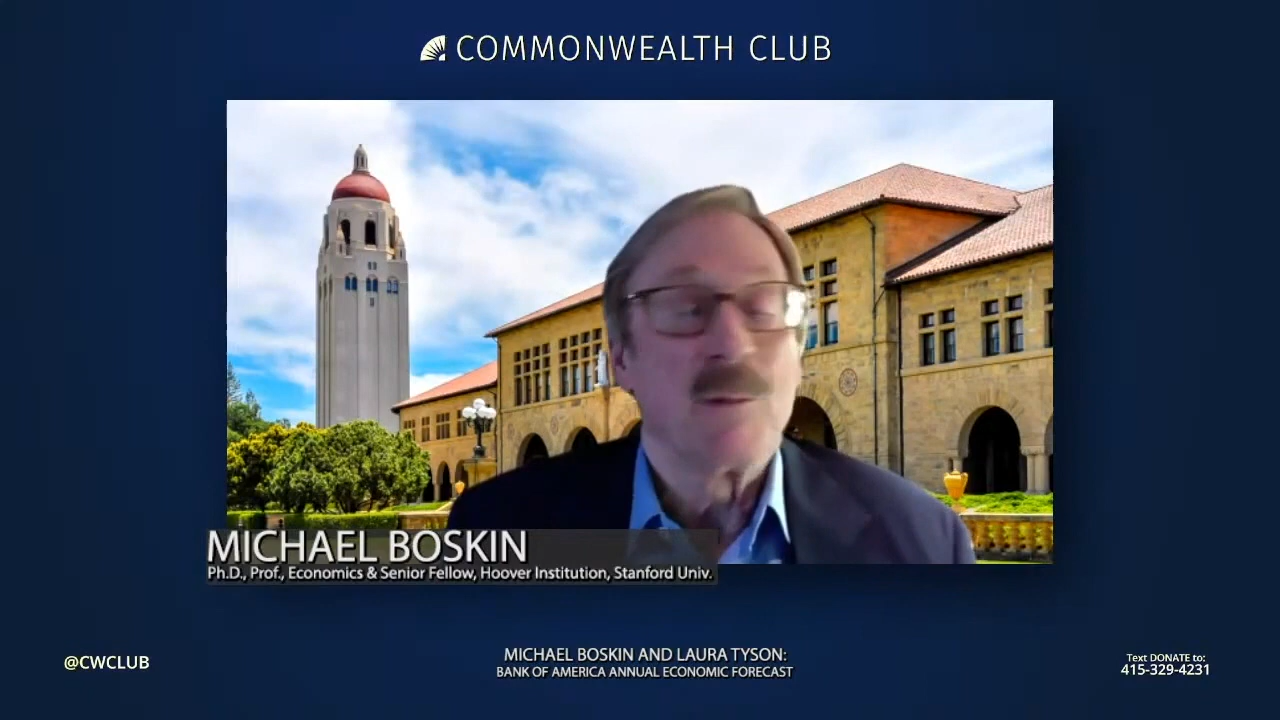 COMMONWEALTH CLUB
MICHAEL BOSKIN
Ph.D., Prof., Economics & Senior Fellow, Hoover Institution, Stanford Univ.
@CWCLUB
MICHAEL BOSKIN AND LAURA TYSON:
BANK OF AMERICA ANNUAL ECONOMIC FORECAST
Text DONATE to:
415-329-4231